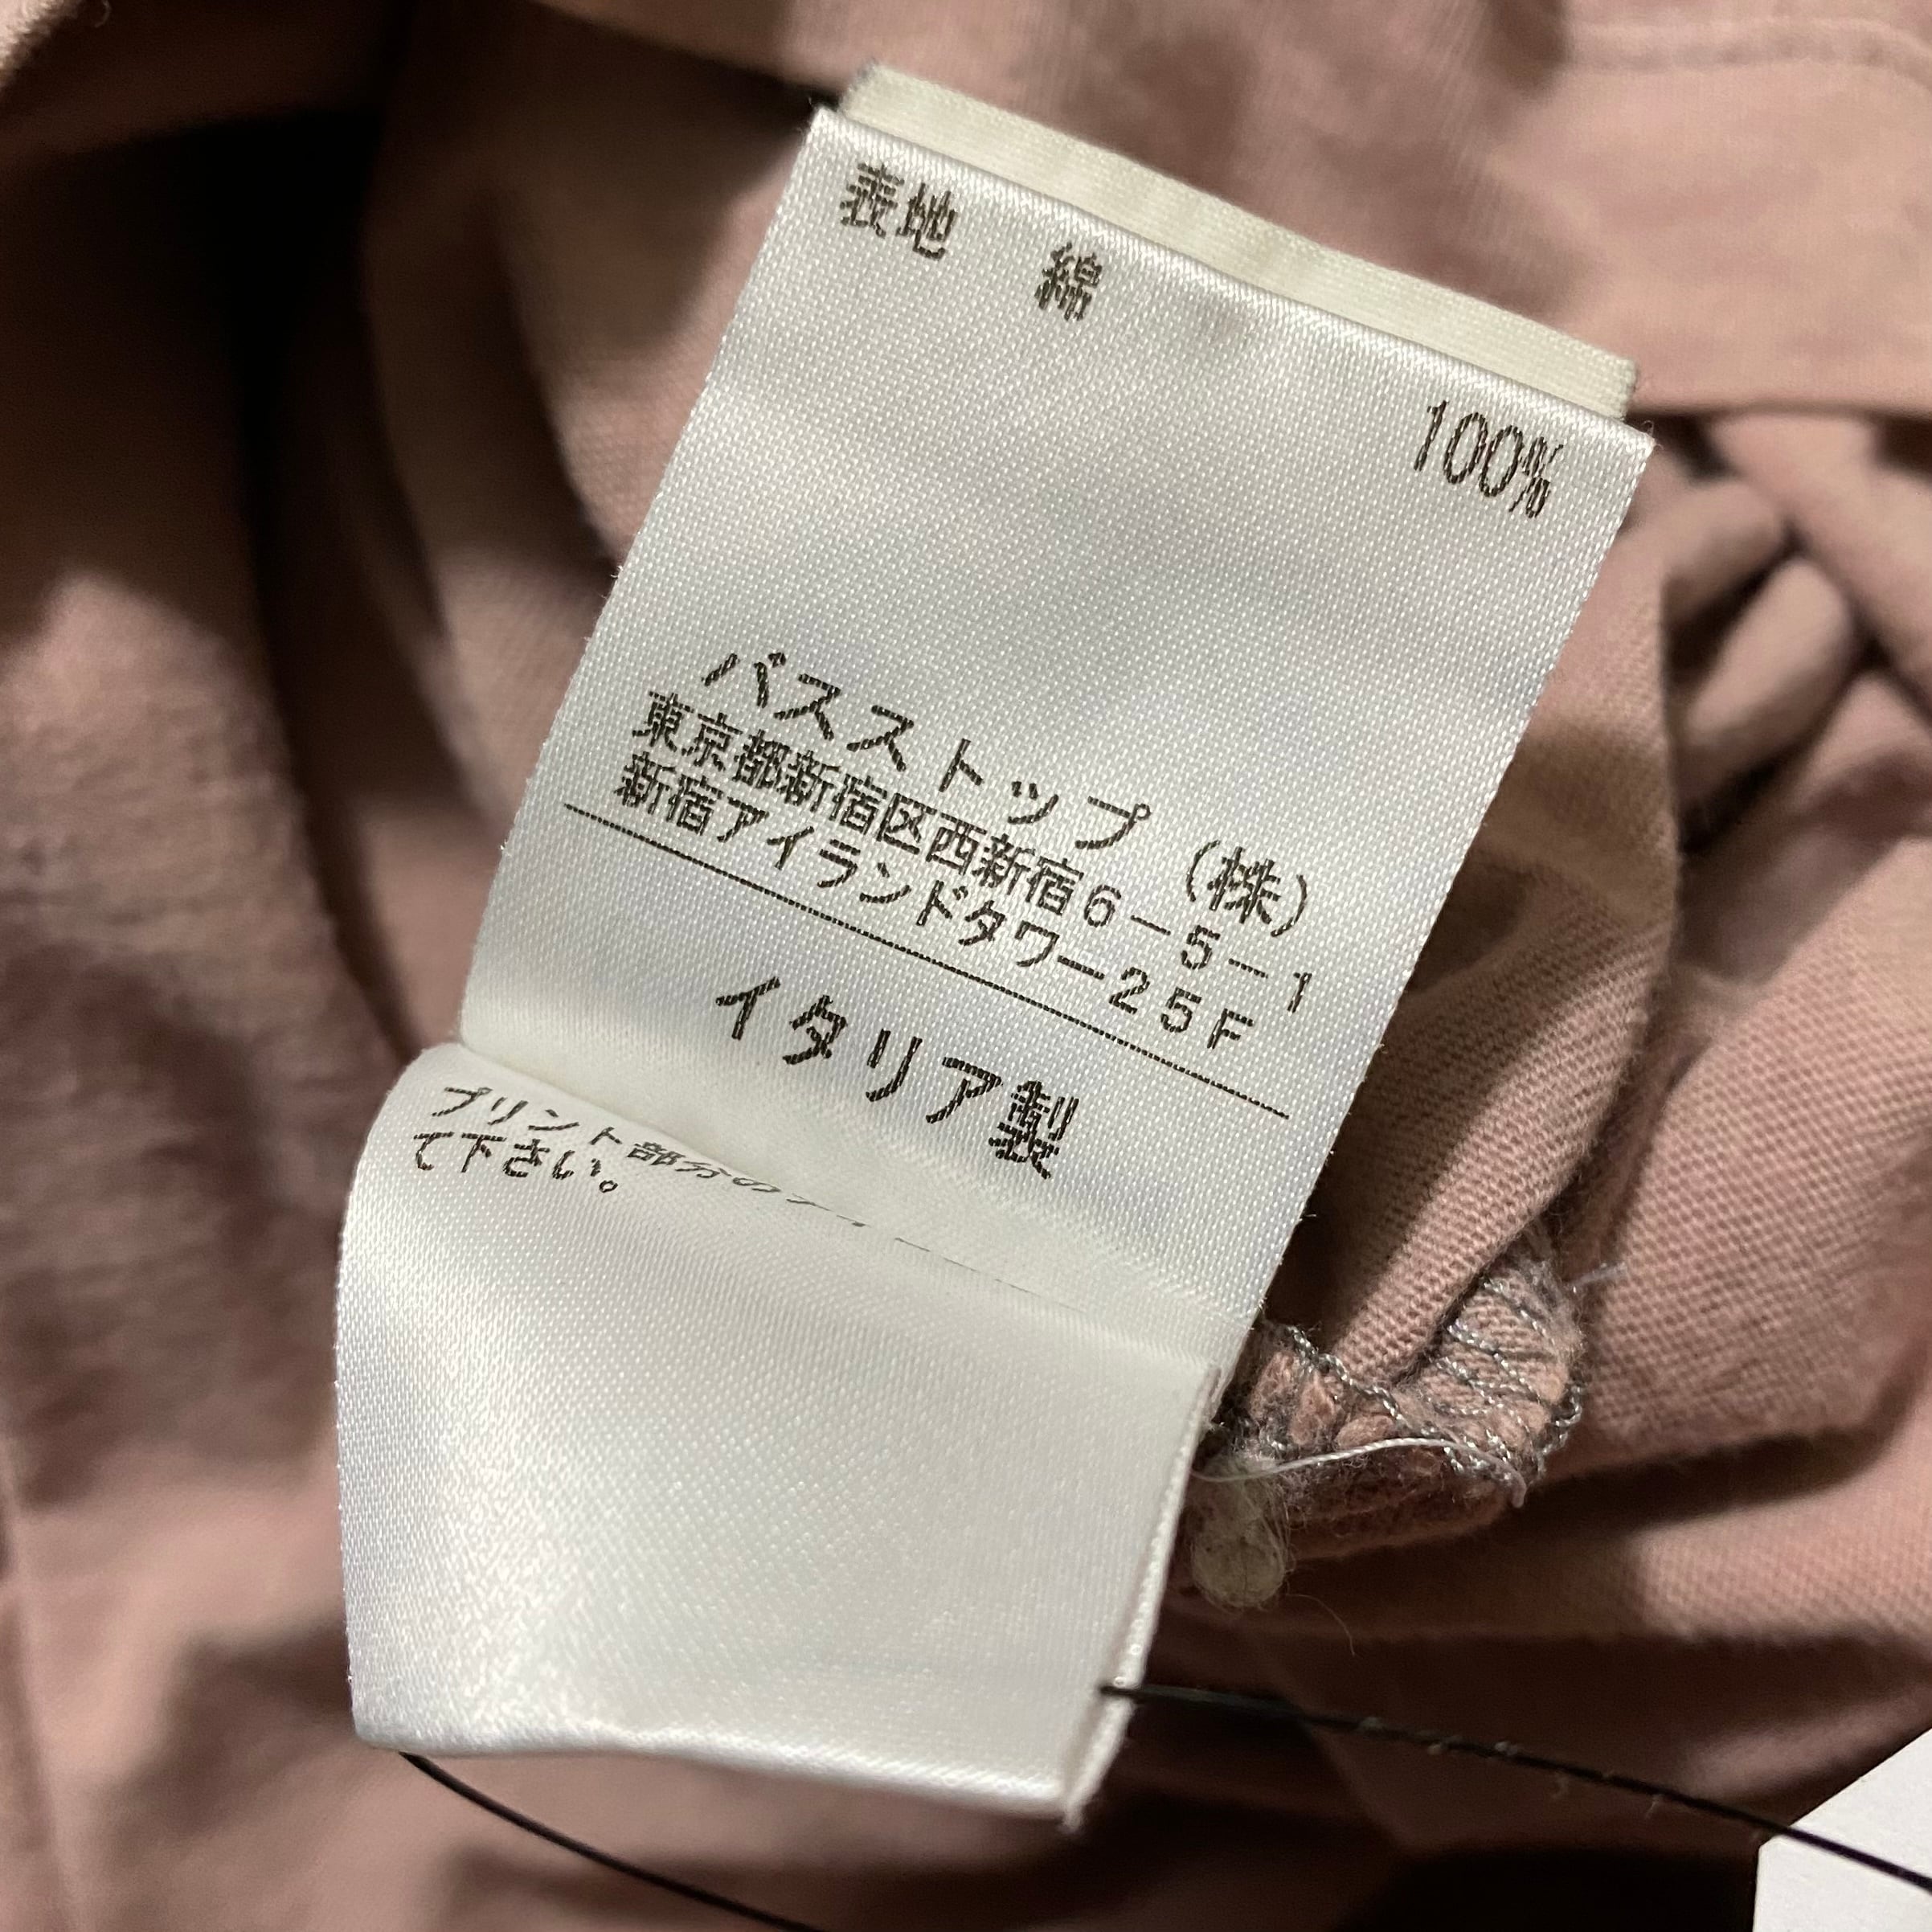 表地 綿 100%
バスストップ (株)
東京都新宿区西新宿6－5－1
新宿アイランドタワー25F
イタリア製
プリント部分の
て下さい。